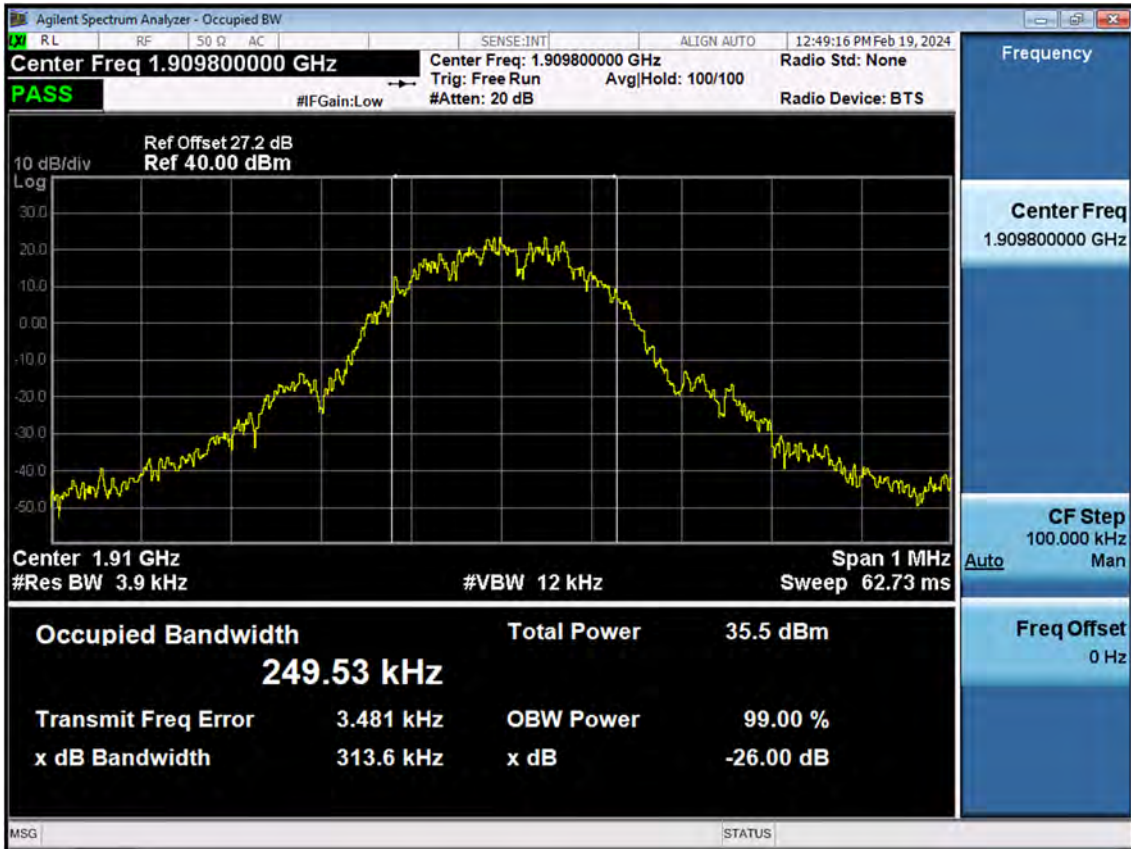 Agilent Spectrum Analyzer - Occupied BW
LXI RL RF 50 Ω AC SENSE:INT ALIGN AUTO 12:49:16 PM Feb 19, 2024
Center Freq 1.909800000 GHz Center Freq: 1.909800000 GHz Radio Std: None
Trig: Free Run Avg|Hold: 100/100
PASS #IFGain:Low #Atten: 20 dB Radio Device: BTS
Ref Offset 27.2 dB
10 dB/div Ref 40.00 dBm
Log
30.0
20.0
10.0
0.00
-10.0
-20.0
-30.0
-40.0
-50.0
Center 1.91 GHz Span 1 MHz
#Res BW 3.9 kHz #VBW 12 kHz Sweep 62.73 ms
Occupied Bandwidth Total Power 35.5 dBm
249.53 kHz
Transmit Freq Error 3.481 kHz OBW Power 99.00 %
x dB Bandwidth 313.6 kHz x dB -26.00 dB
MSG STATUS
Frequency
Center Freq
1.909800000 GHz
CF Step
100.000 kHz
Auto Man
Freq Offset
0 Hz